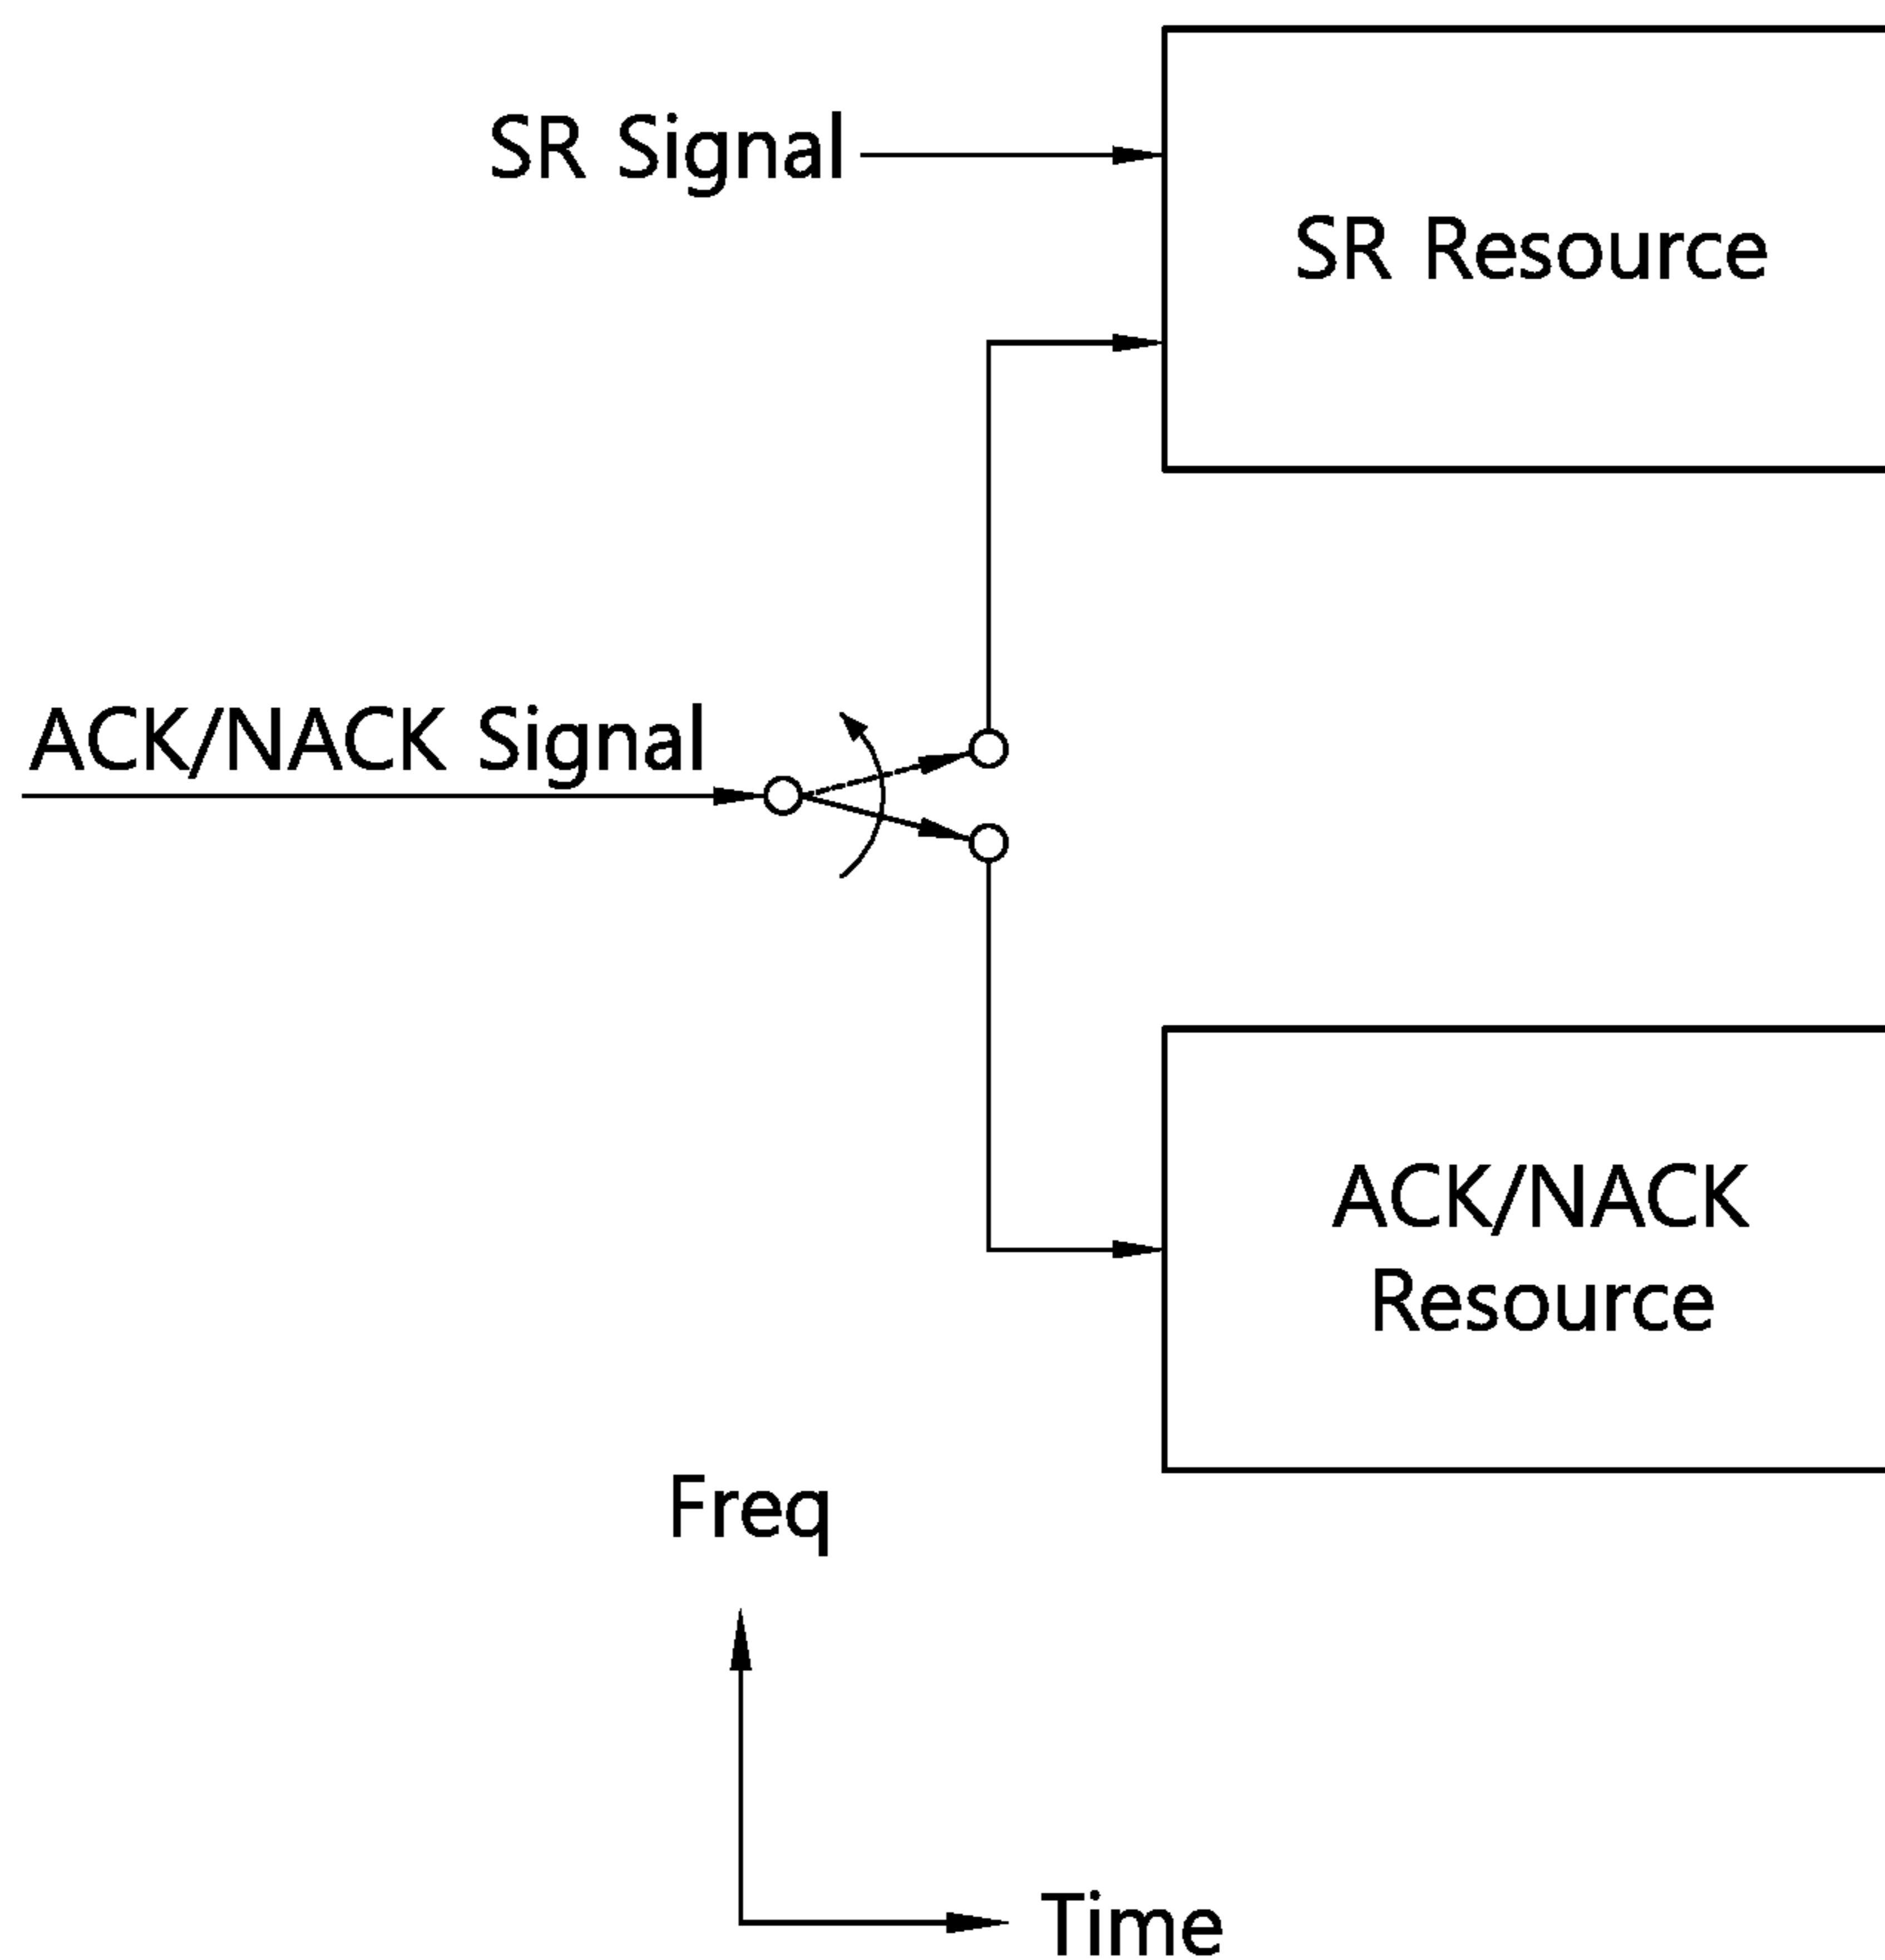 SR Signal
SR Resource
ACK/NACK Signal
ACK/NACK
Resource
Freq
Time